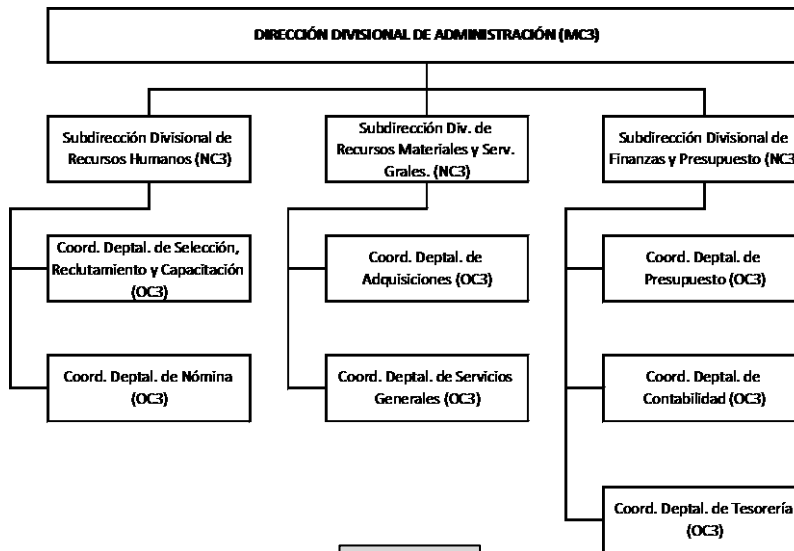 DIRECCIÓN DIVISIONAL DE ADMINISTRACIÓN (MC3)
Subdirección Divisional de
Recursos Humanos (NC3)
Subdirección Div. de
Recursos Materiales y Serv.
Grales. (NC3)
Subdirección Divisional de
Finanzas y Presupuesto (NC3
Coord. Deptal. de Selección,
Reclutamiento y Capacitación
(OC3)
Coord. Deptal. de
Adquisiciones (OC3)
Coord. Deptal. de
Presupuesto (OC3)
Coord. Deptal. de Nómina
(OC3)
Coord. Deptal. de Servicios
Generales (OC3)
Coord. Deptal. de
Contabilidad (OC3)
Coord. Deptal. de Tesorería
(OC3)